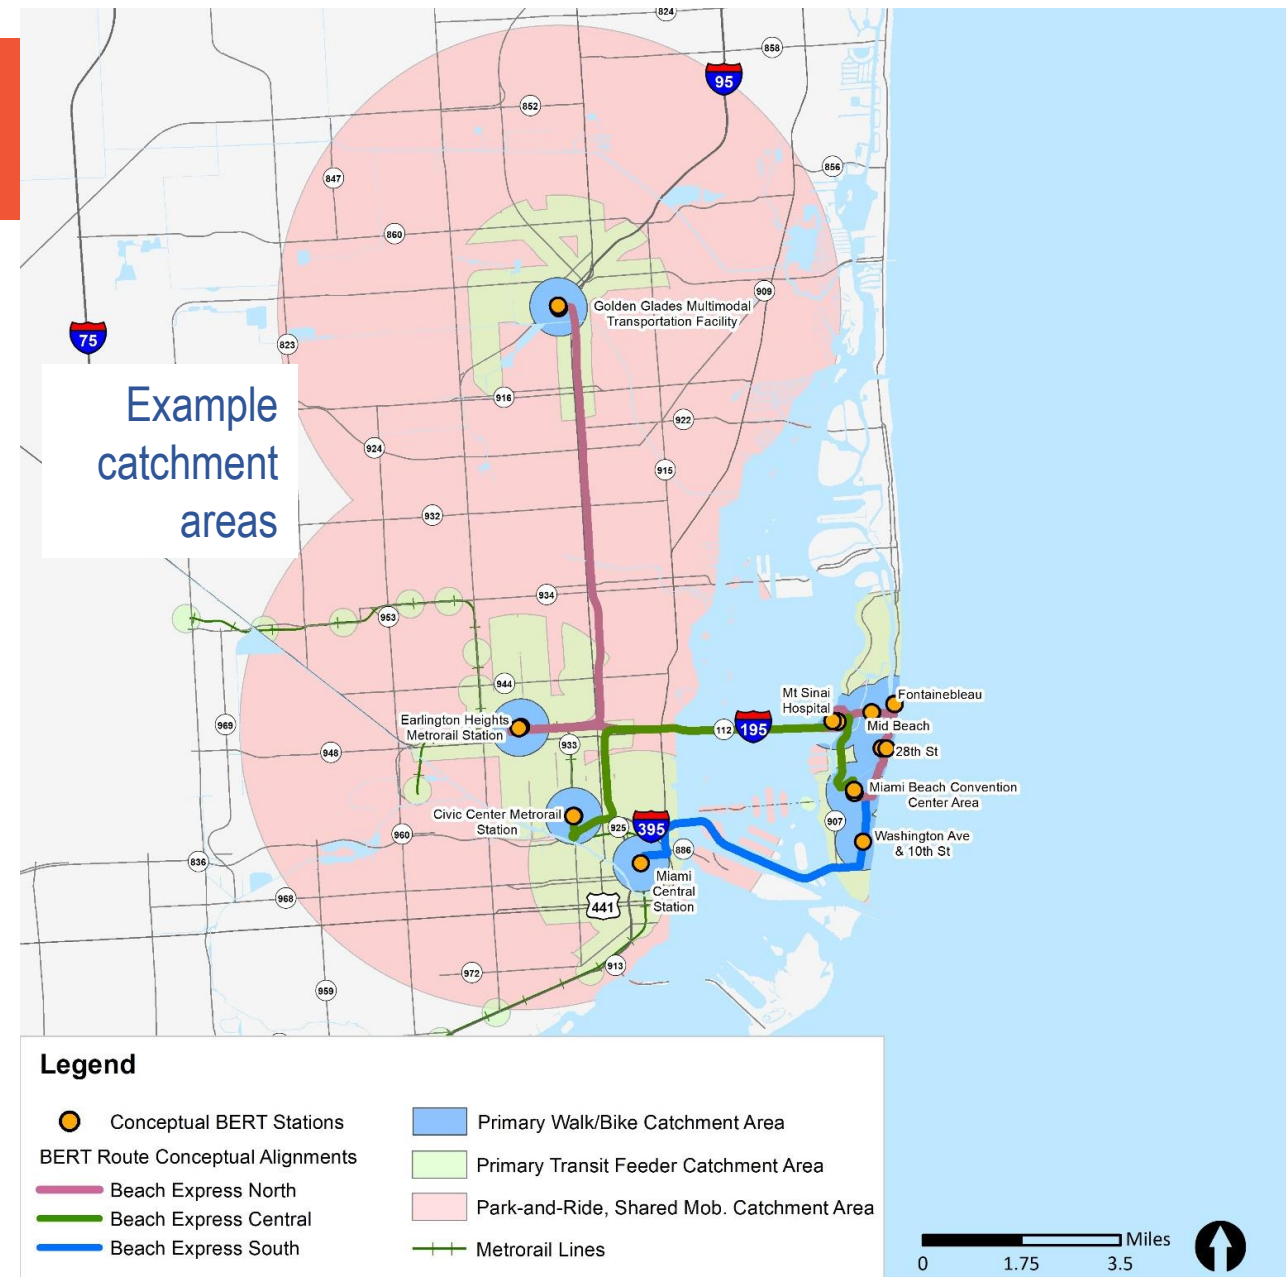 824
858
95
852
856
847
860
909
Golden Glades Multimodal
Transportation Facility
75
823
Example
catchment
areas
916
922
924
915
932
934
953
944
Mt Sinai
Hospital
Fontainebleau
969
Earlington Heights
Metrorail Station
112
195
Mid Beach
933
948
28th St
Miami Beach Convention
Center Area
Civic Center Metrorail
Station
925
395
907
960
886
Washington Ave
& 10th St
836
Miami
Central
Station
968
441
913
972
959
Legend
Conceptual BERT Stations
BERT Route Conceptual Alignments
Beach Express North
Beach Express Central
Beach Express South
Primary Walk/Bike Catchment Area
Primary Transit Feeder Catchment Area
Park-and-Ride, Shared Mob. Catchment Area
Metrorail Lines
Miles
0 1.75 3.5